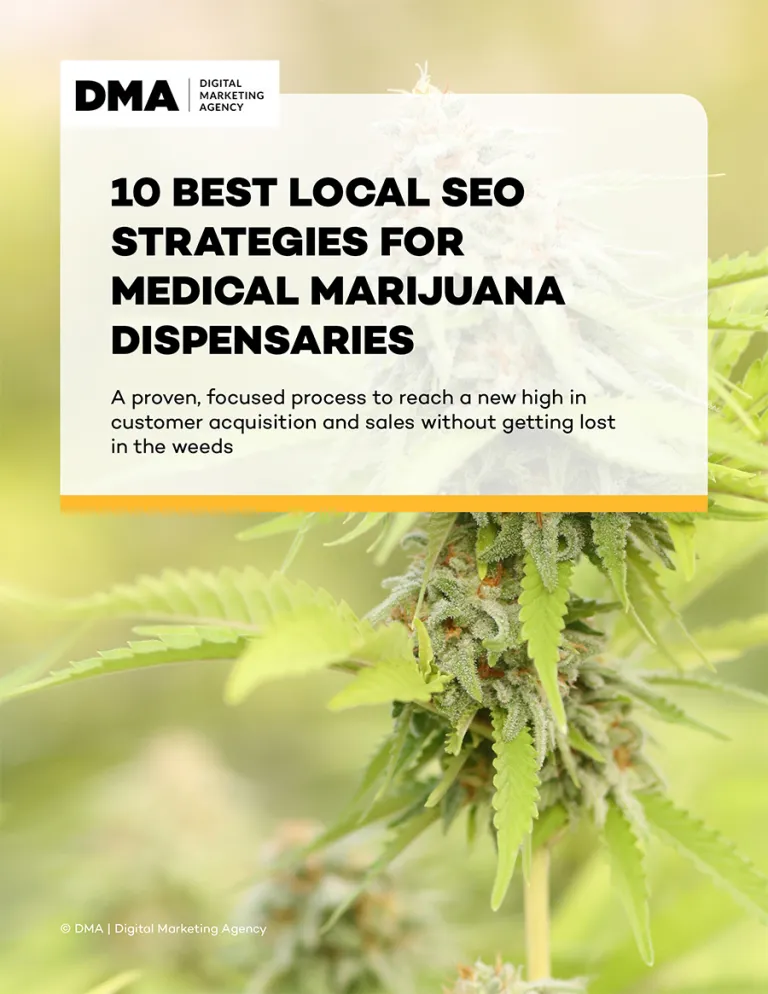 DMA
DIGITAL
MARKETING
AGENCY
10 BEST LOCAL SEO
STRATEGIES FOR
MEDICAL MARIJUANA
DISPENSARIES
A proven, focused process to reach a new high in
customer acquisition and sales without getting lost
in the weeds
© DMA | Digital Marketing Agency